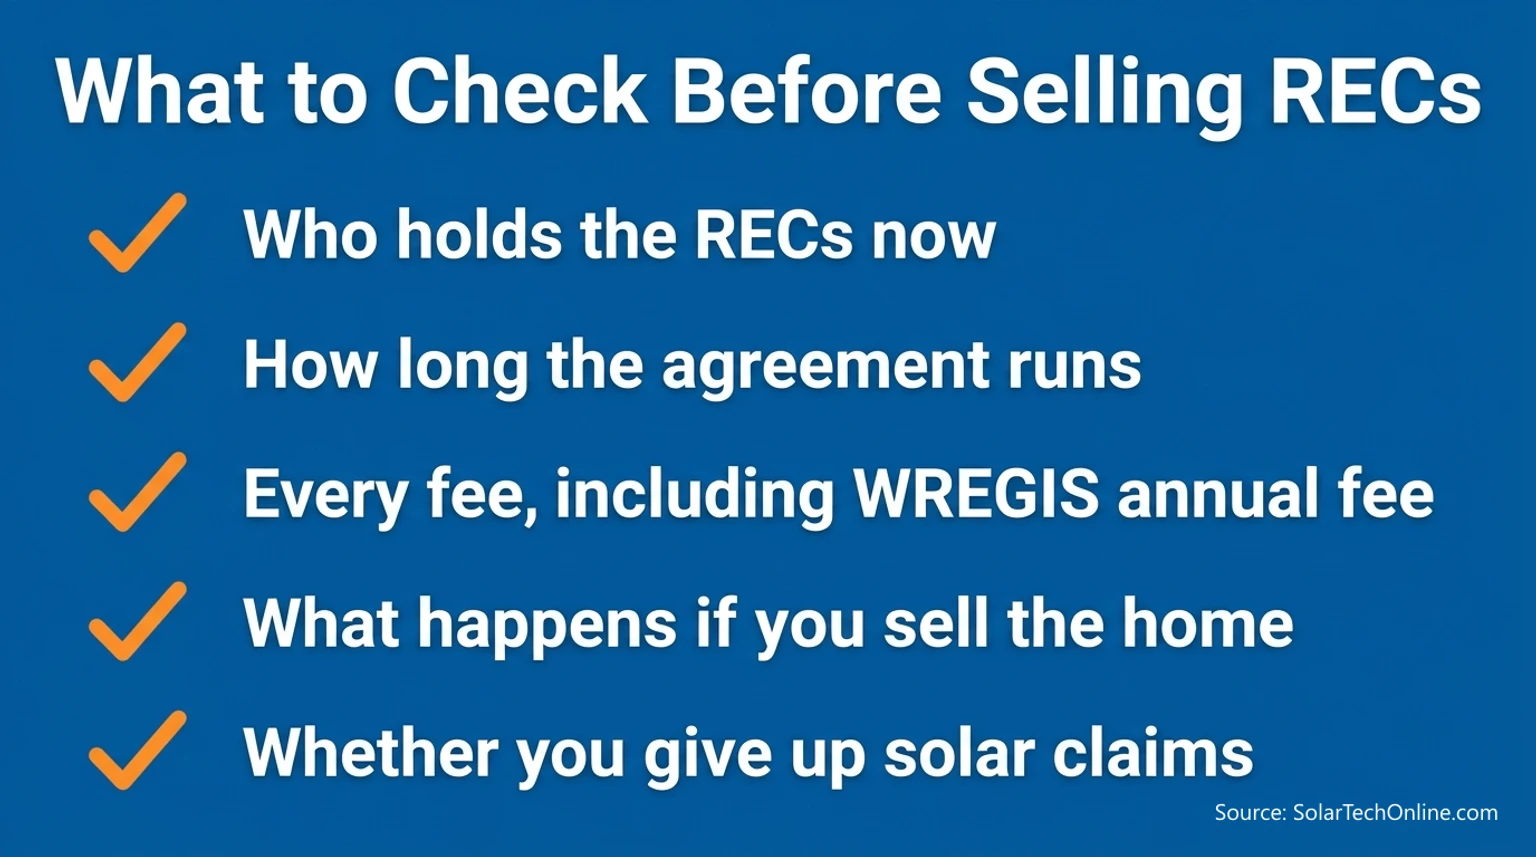 What to Check Before Selling RECs
Who holds the RECs now
How long the agreement runs
Every fee, including WREGIS annual fee
What happens if you sell the home
Whether you give up solar claims
Source: SolarTechOnline.com